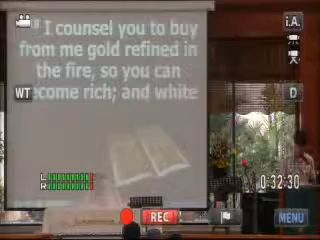 " I counsel you to buy
from me gold refined in
the fire, so you can
become rich; and white
i.A.
WT
D
L
R
0:32:30
REC
MENU